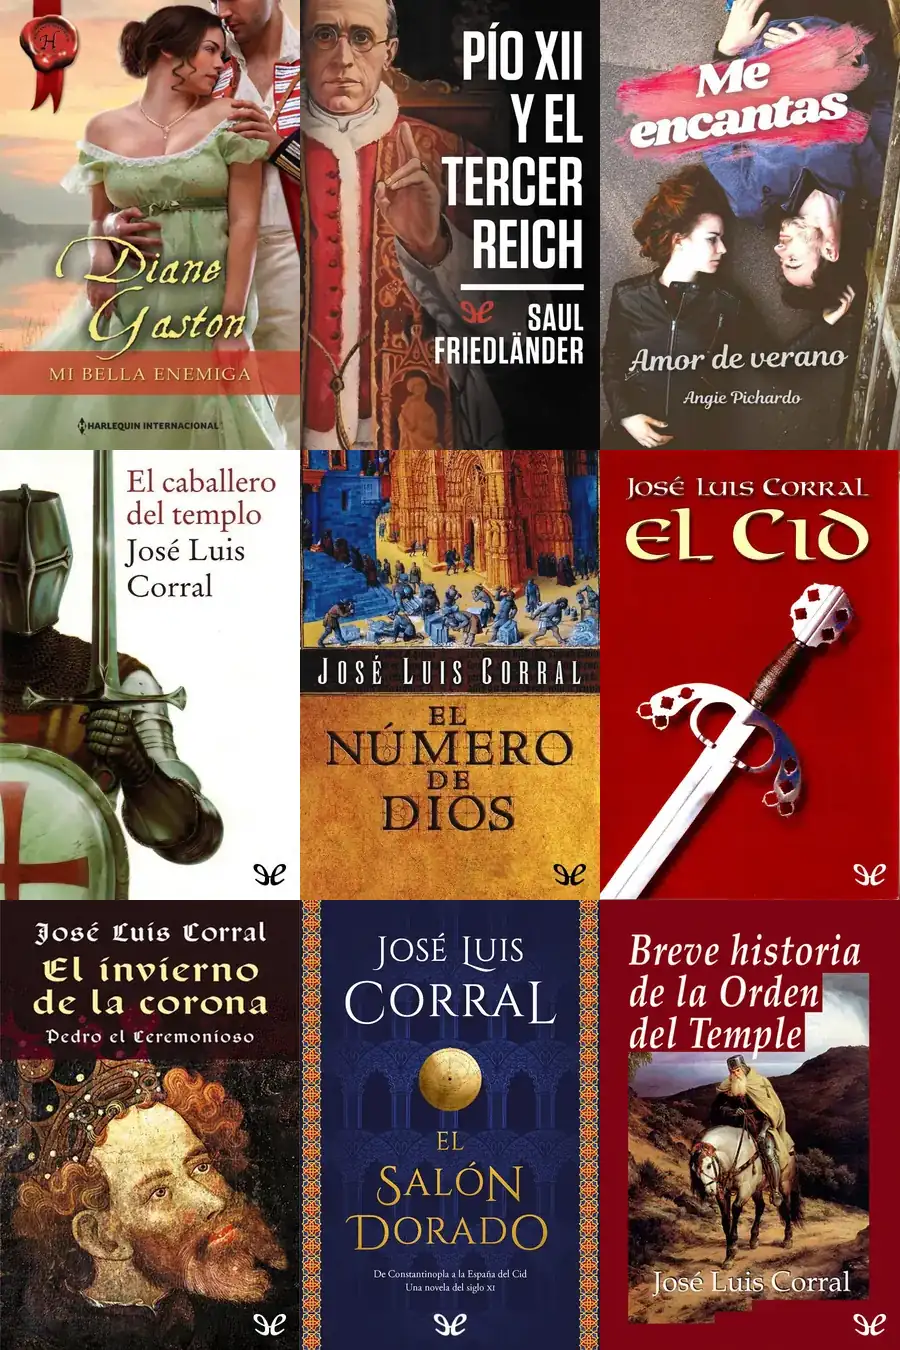 H
Diane
Gaston
MI BELLA ENEMIGA
HARLEQUIN INTERNACIONAL
PÍO XII
Y EL
TERCER
REICH
SAUL
FRIEDLÄNDER
Me
encantas
Amor de verano
Angie Pichardo
El caballero
del templo
José Luis
Corral
JOSÉ LUIS CORRAL
EL
NÚMERO
DE
DIOS
JOSÉ LUIS CORRAL
EL CID
José Luis Corral
El invierno
de la corona
Pedro el Ceremonioso
JOSÉ LUIS
CORRAL
EL
SALÓN
DORADO
De Constantinopla a la España del Cid
Una novela del siglo XI
Breve historia
de la Orden
del Temple
José Luis Corral